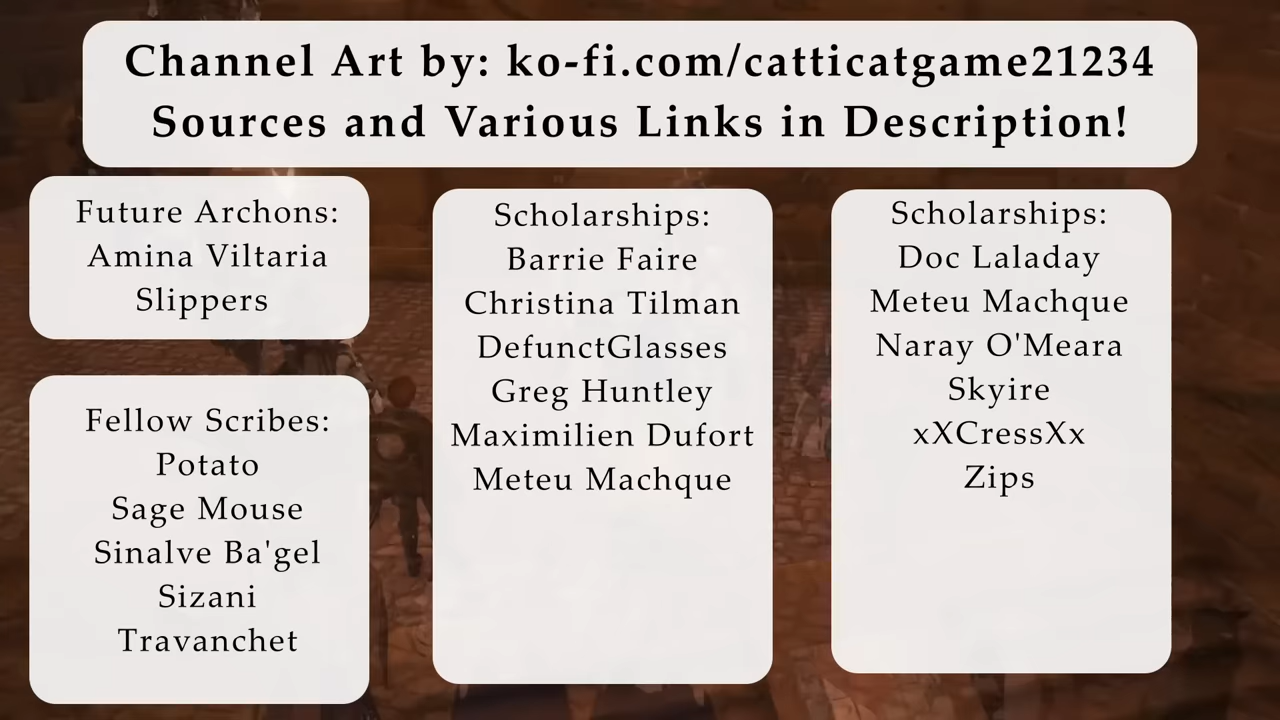 Channel Art by: ko-fi.com/catticatgame21234
Sources and Various Links in Description!
Future Archons:
Amina Viltaria
Slippers
Fellow Scribes:
Potato
Sage Mouse
Sinalve Ba'gel
Sizani
Travanchet
Scholarships:
Barrie Faire
Christina Tilman
DefunctGlasses
Greg Huntley
Maximilien Dufort
Meteu Machque
Scholarships:
Doc Laladay
Meteu Machque
Naray O'Meara
Skyire
xXCressXx
Zips